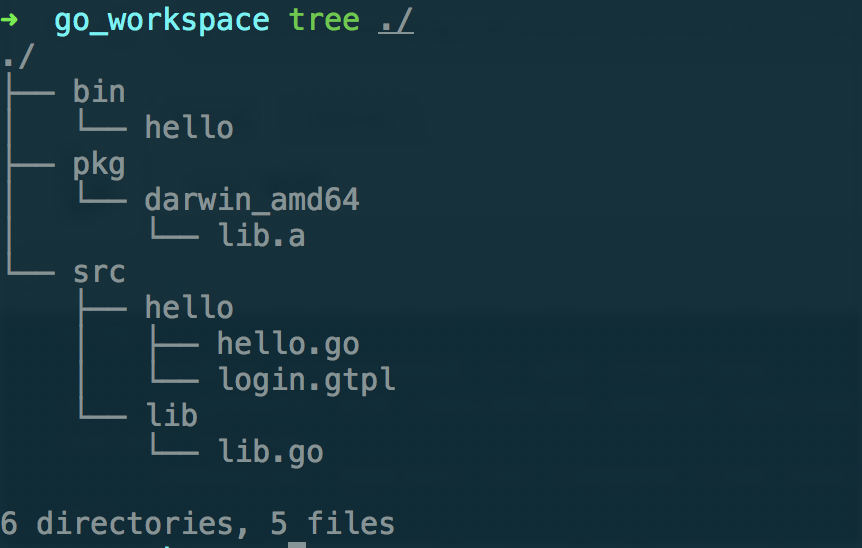 ➜  go_workspace tree ./
./
├── bin
│   └── hello
├── pkg
│   └── darwin_amd64
│       └── lib.a
└── src
    ├── hello
    │   ├── hello.go
    │   └── login.gtpl
    └── lib
        └── lib.go
6 directories, 5 files